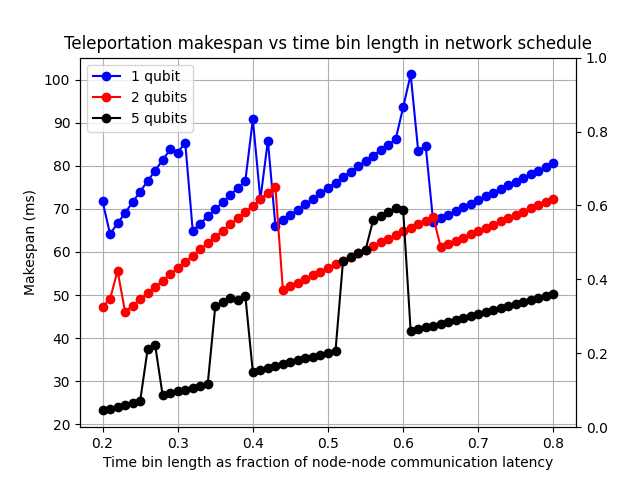 Teleportation makespan vs time bin length in network schedule
1 qubit
2 qubits
5 qubits
Makespan (ms)
100
90
80
70
60
50
40
30
20
1.0
0.8
0.6
0.4
0.2
0.0
0.2 0.3 0.4 0.5 0.6 0.7 0.8
Time bin length as fraction of node-node communication latency